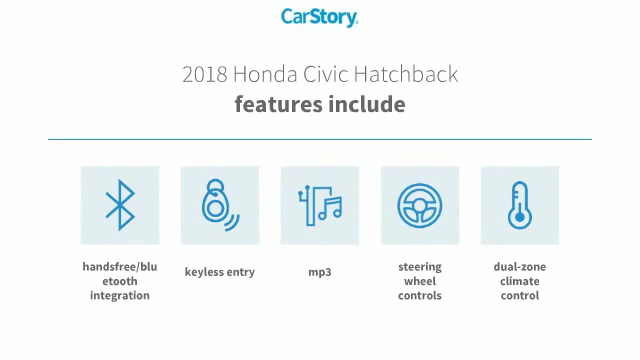 CarStory.
2018 Honda Civic Hatchback
features include
handsfree/blu
etooth
integration
keyless entry
mp3
steering
wheel
controls
dual-zone
climate
control